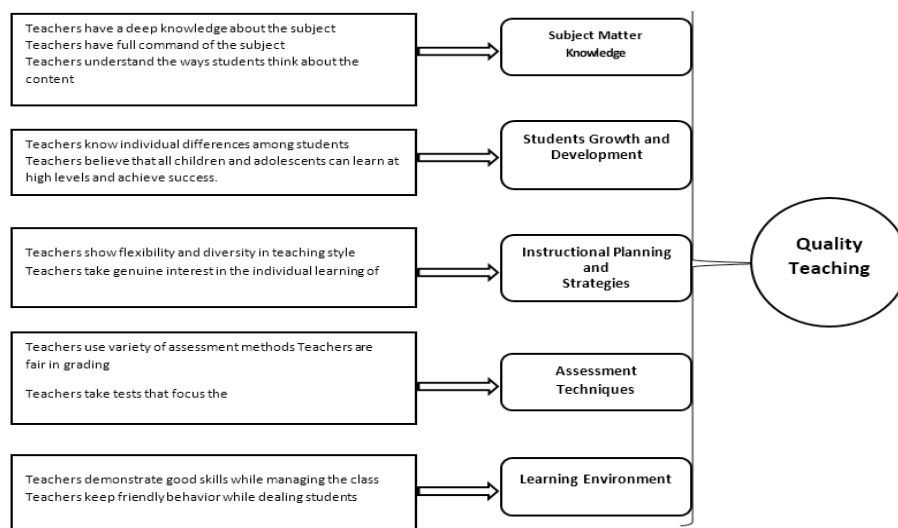 Teachers have a deep knowledge about the subject
Teachers have full command of the subject
Teachers understand the ways students think about the
content
Subject Matter
Knowledge
Teachers know individual differences among students
Teachers believe that all children and adolescents can learn at
high levels and achieve success.
Students Growth and
Development
Teachers show flexibility and diversity in teaching style
Teachers take genuine interest in the individual learning of
Instructional Planning
and
Strategies
Quality
Teaching
Teachers use variety of assessment methods Teachers are
fair in grading
Teachers take tests that focus the
Assessment
Techniques
Teachers demonstrate good skills while managing the class
Teachers keep friendly behavior while dealing students
Learning Environment